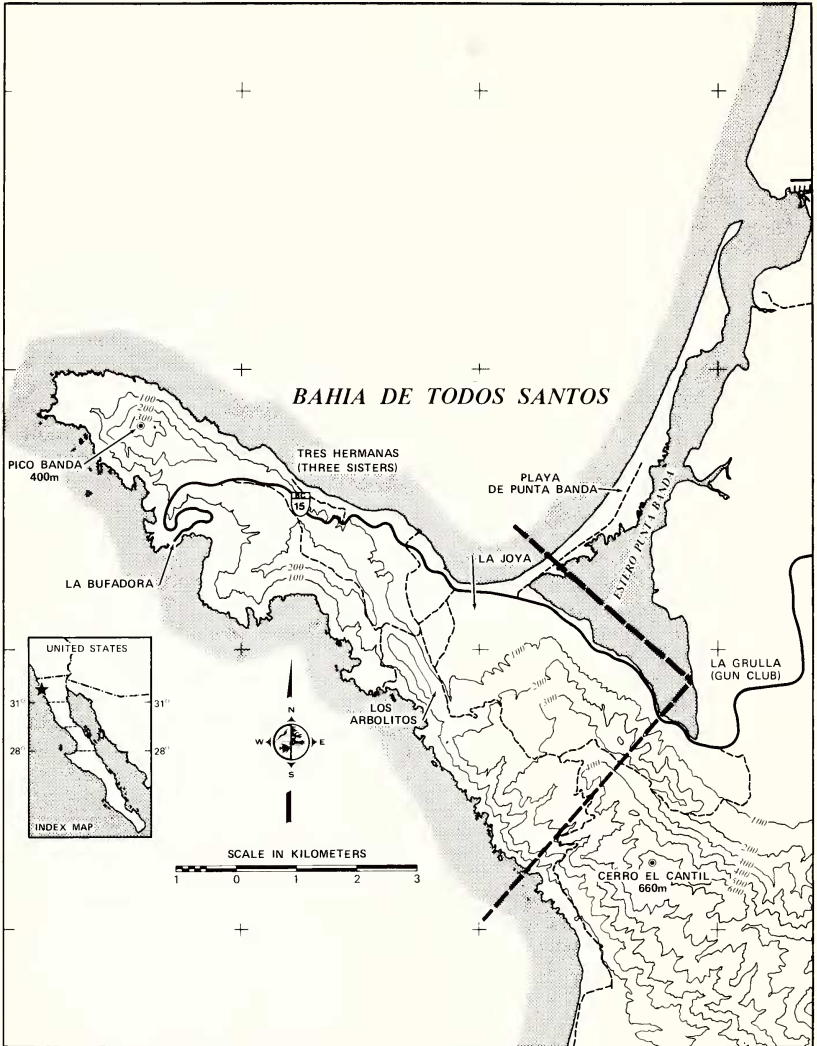 BAHIA DE TODOS SANTOS
100
200
300
PICO BANDA
400m
TRES HERMANAS
(THREE SISTERS)
PLAYA
DE PUNTA BANDA
ESTERO PUNTA BANDA
BC
15
LA JOYA
LA BUFADORA
200
100
UNITED STATES
31°
28°
31°
28°
INDEX MAP
N
W
E
S
LOS
ARBOLITOS
100
200
300
LA GRULLA
(GUN CLUB)
SCALE IN KILOMETERS
1
0
1
2
3
CERRO EL CANTIL
660m
100
200
300
400
500
600